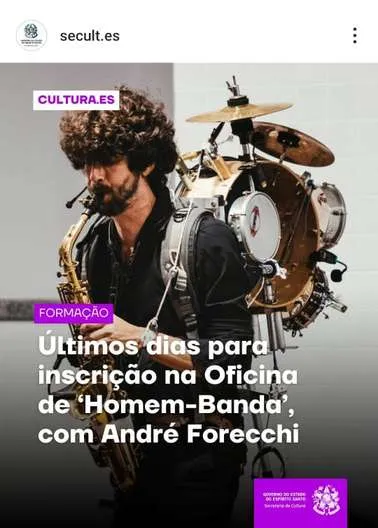 secult.es
CULTURA.ES
FORMAÇÃO
Últimos dias para
inscrição na Oficina
de ‘Homem-Banda’,
com André Forecchi
GOVERNO DO ESTADO
DO ESPÍRITO SANTO
Secretaria da Cultura